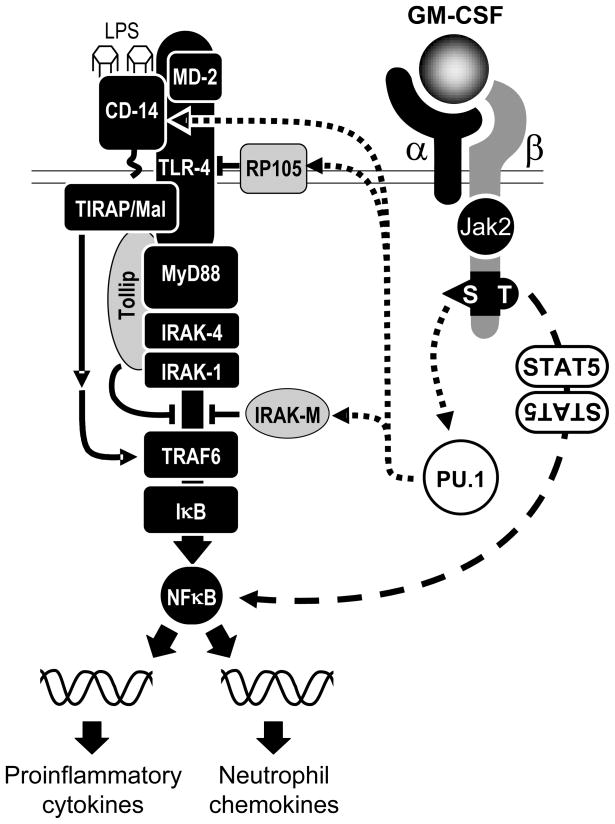 GM-CSF
LPS
MD-2
CD-14
α
β
TLR-4
RP105
TIRAP/Mal
Jak2
MyD88
Tollip
S
T
IRAK-4
STAT5
IRAK-1
STAT5
IRAK-M
TRAF6
PU.1
IκB
NFκB
Proinflammatory
cytokines
Neutrophil
chemokines